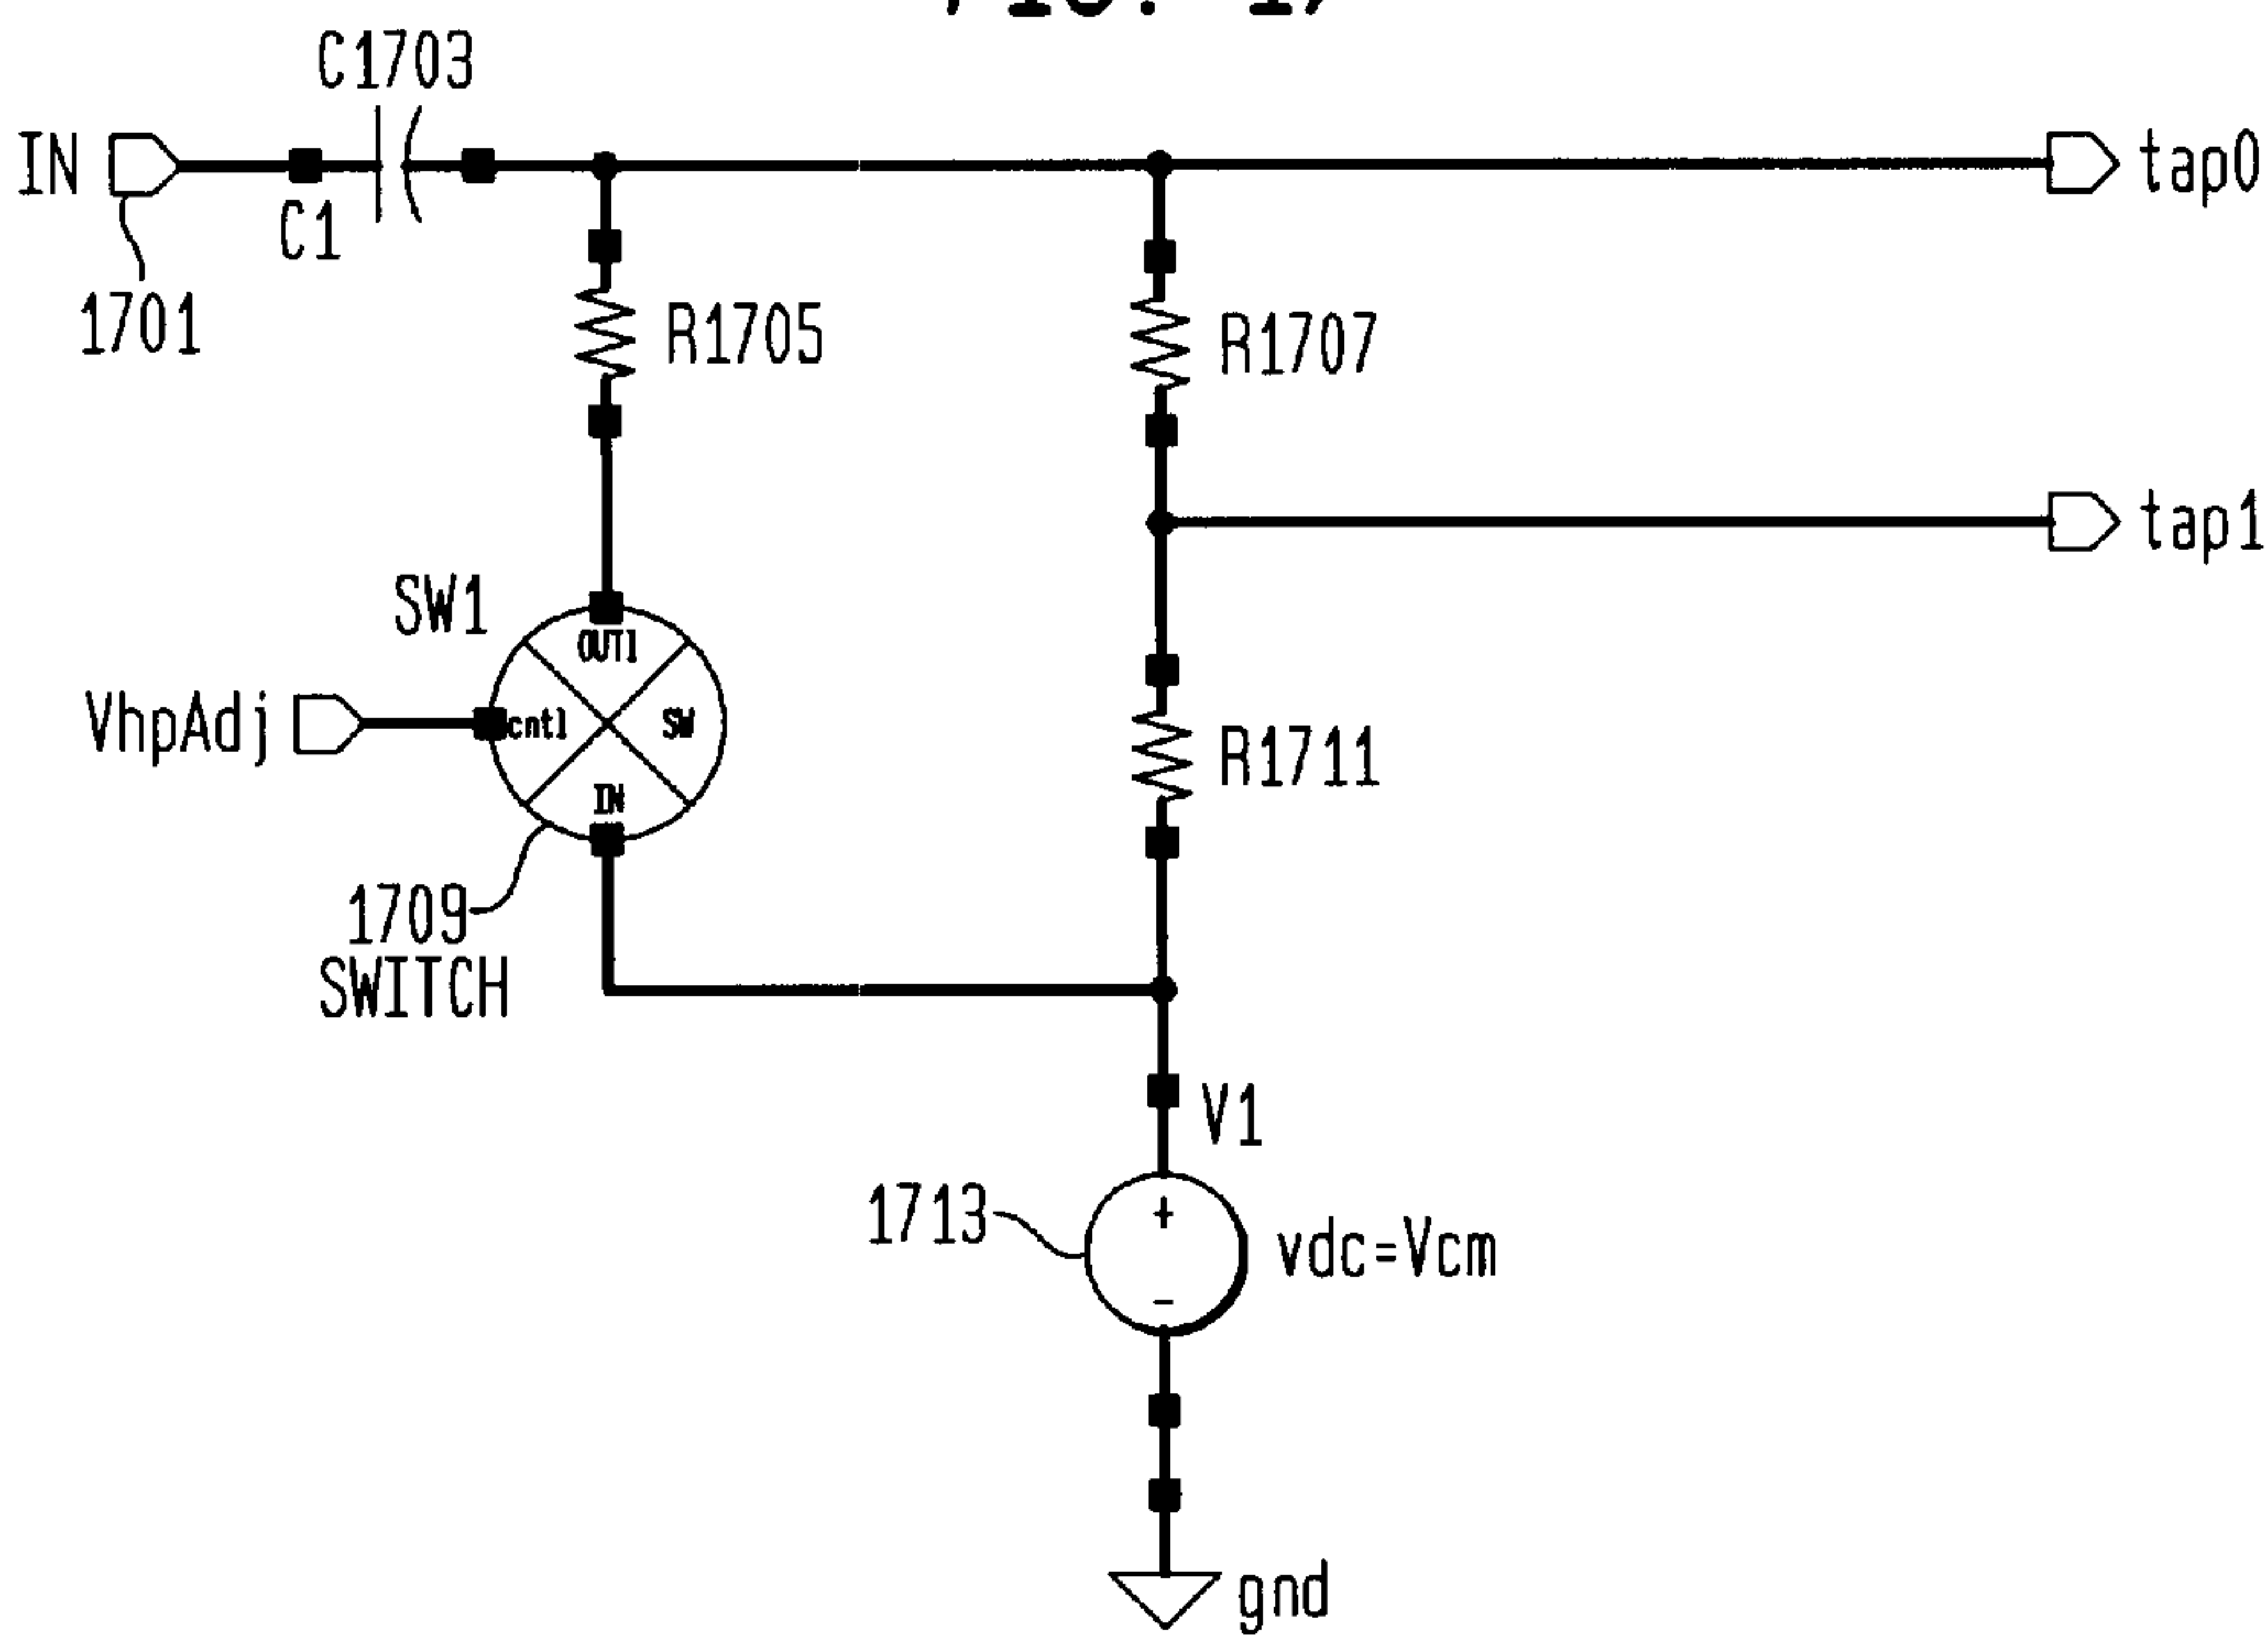 C1703
IN
tap0
C1
1701
R1705
R1707
tap1
SW1
OUT1
VhpAdj
cntl
SW
R1711
IN
1709
SWITCH
V1
1713
+
vdc=Vcm
-
gnd